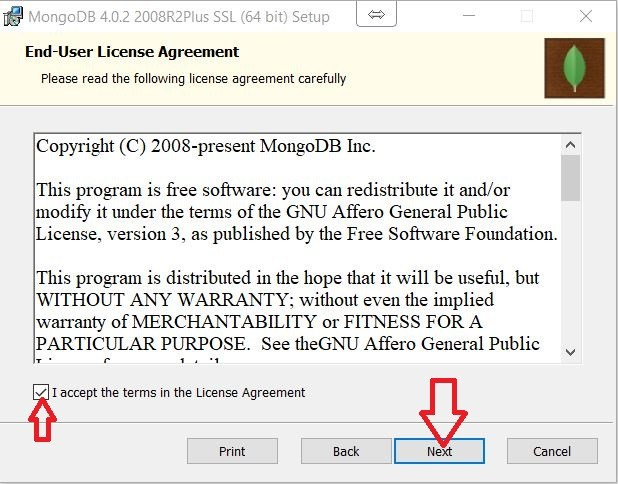 MongoDB 4.0.2 2008R2Plus SSL (64 bit) Setup
End-User License Agreement
Please read the following license agreement carefully
Copyright (C) 2008-present MongoDB Inc.
This program is free software: you can redistribute it and/or
modify it under the terms of the GNU Affero General Public
License, version 3, as published by the Free Software Foundation.
This program is distributed in the hope that it will be useful, but
WITHOUT ANY WARRANTY; without even the implied
warranty of MERCHANTABILITY or FITNESS FOR A
PARTICULAR PURPOSE. See theGNU Affero General Public
I accept the terms in the License Agreement
Print
Back
Next
Cancel